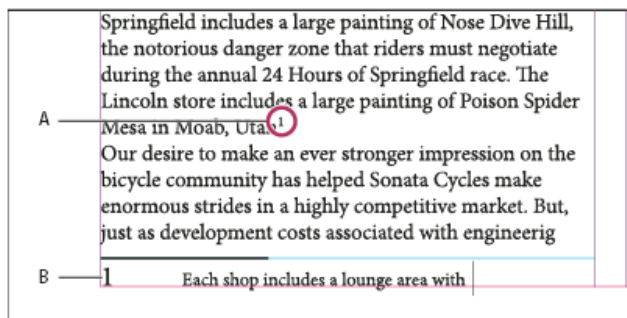 Springfield includes a large painting of Nose Dive Hill,
the notorious danger zone that riders must negotiate
during the annual 24 Hours of Springfield race. The
Lincoln store includes a large painting of Poison Spider
A
Mesa in Moab, Utah1
Our desire to make an ever stronger impression on the
bicycle community has helped Sonata Cycles make
enormous strides in a highly competitive market. But,
just as development costs associated with engineerig
B
1 Each shop includes a lounge area with